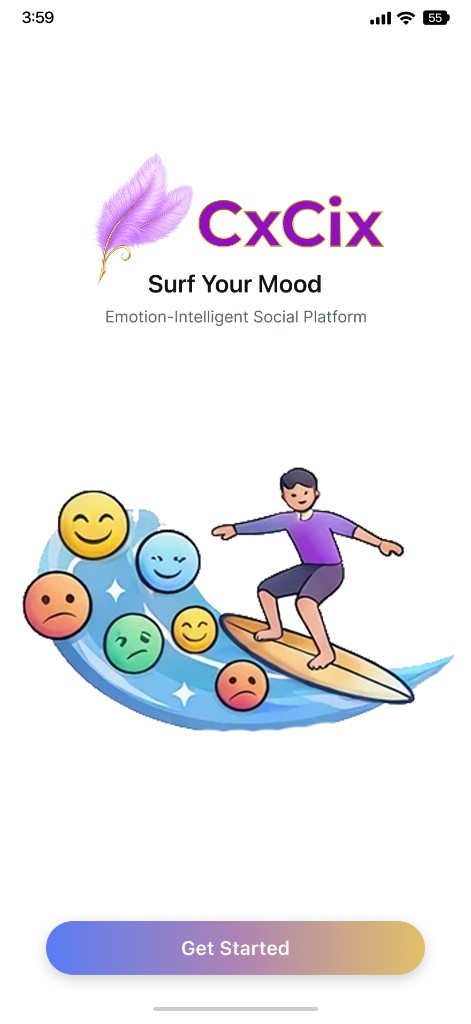 3:59
55
CxCix
Surf Your Mood
Emotion-Intelligent Social Platform
Get Started